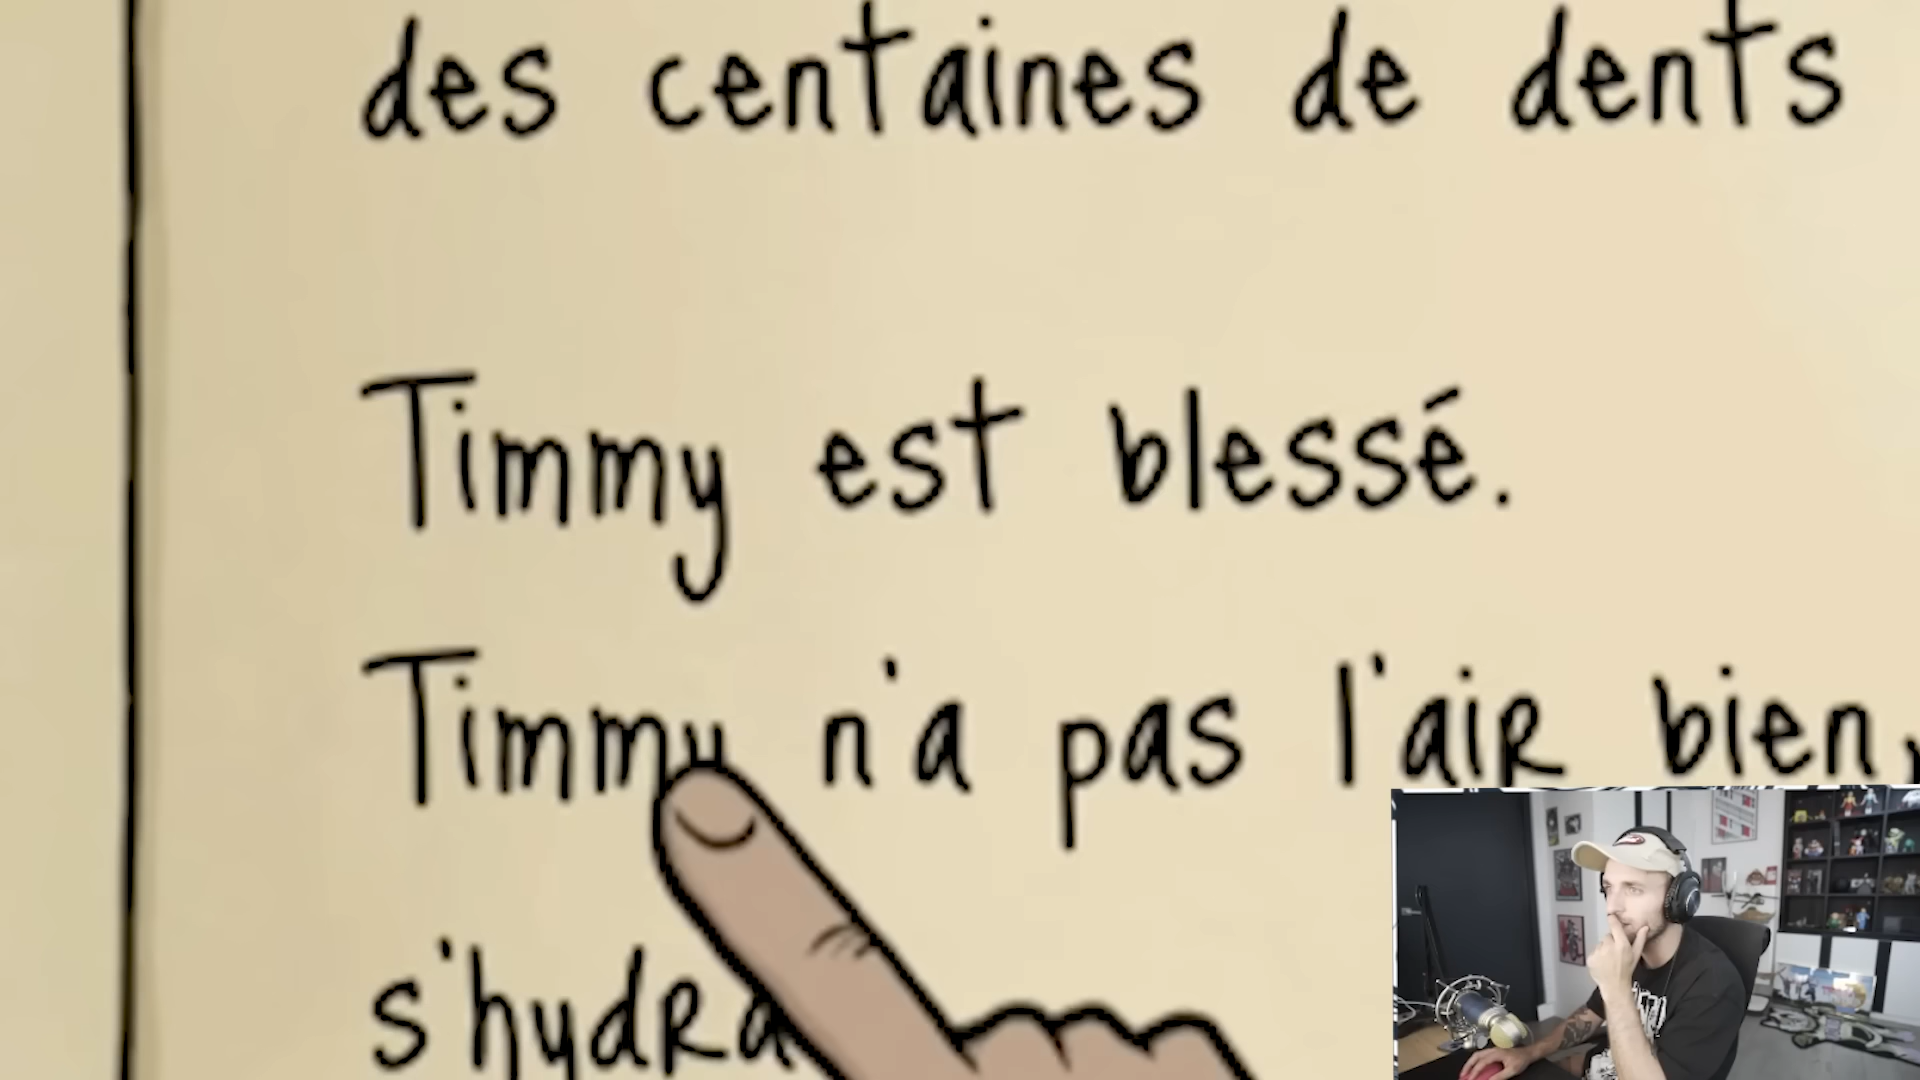 des centaines de dents
Timmy est blessé.
Timmy n'a pas l'air bien,